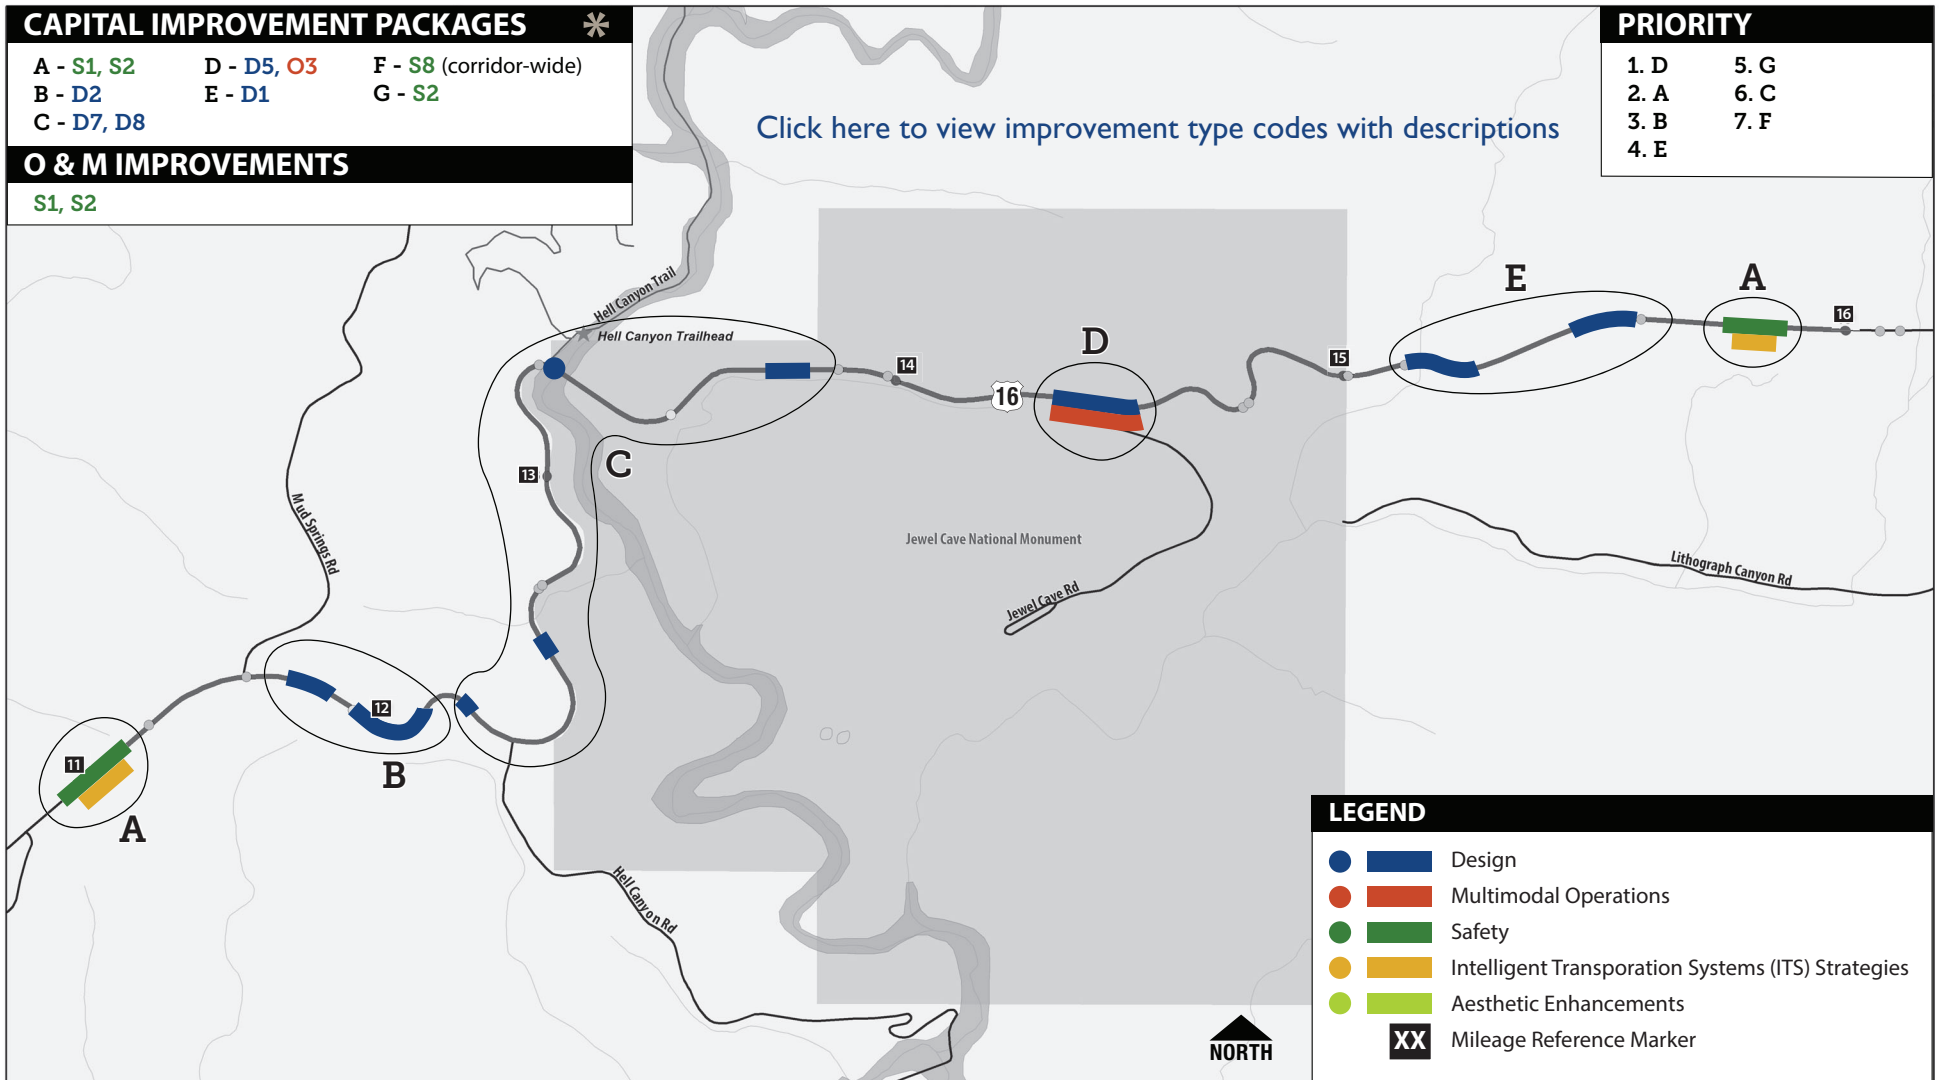 CAPITAL IMPROVEMENT PACKAGES *
A - S1, S2
B - D2
C - D7, D8
D - D5, O3
E - D1
F - S8 (corridor-wide)
G - S2
O & M IMPROVEMENTS
S1, S2
Click here to view improvement type codes with descriptions
PRIORITY
1. D
2. A
3. B
4. E
5. G
6. C
7. F
Hell Canyon Trail
Hell Canyon Trailhead
E
A
16
15
D
14
16
C
13
Mud Springs Rd
Jewel Cave National Monument
Jewel Cave Rd
Lithograph Canyon Rd
12
B
11
A
Hell Canyon Rd
NORTH
LEGEND
Design
Multimodal Operations
Safety
Intelligent Transporation Systems (ITS) Strategies
Aesthetic Enhancements
XX Mileage Reference Marker